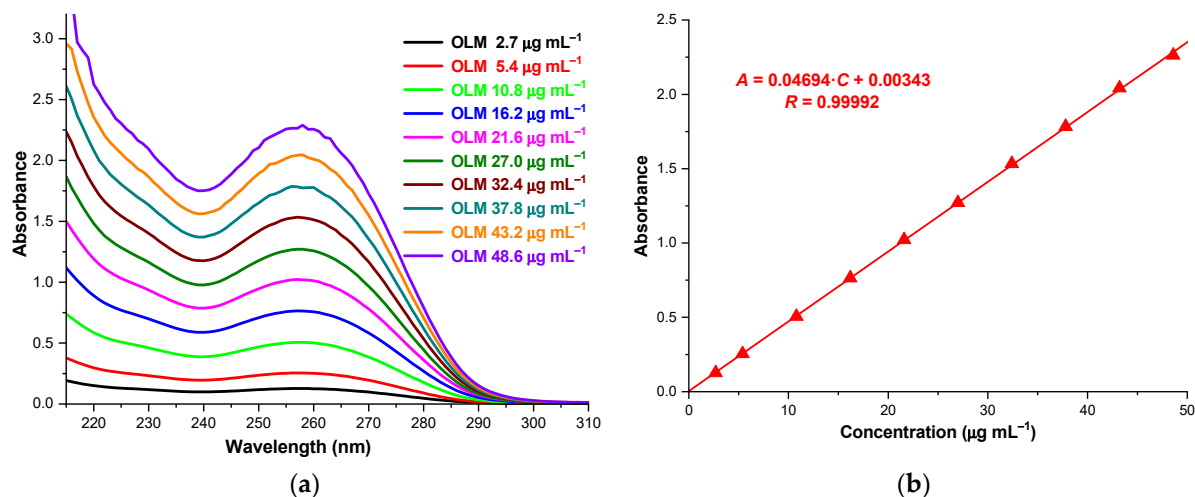 3.0
2.5
2.0
1.5
1.0
0.5
0.0
Absorbance
OLM 2.7 μg mL⁻¹
OLM 5.4 μg mL⁻¹
OLM 10.8 μg mL⁻¹
OLM 16.2 μg mL⁻¹
OLM 21.6 μg mL⁻¹
OLM 27.0 μg mL⁻¹
OLM 32.4 μg mL⁻¹
OLM 37.8 μg mL⁻¹
OLM 43.2 μg mL⁻¹
OLM 48.6 μg mL⁻¹
220 230 240 250 260 270 280 290 300 310
Wavelength (nm)
(a)
2.5
2.0
1.5
1.0
0.5
0.0
Absorbance
A = 0.04694·C + 0.00343
R = 0.99992
0 10 20 30 40 50
Concentration (μg mL⁻¹)
(b)